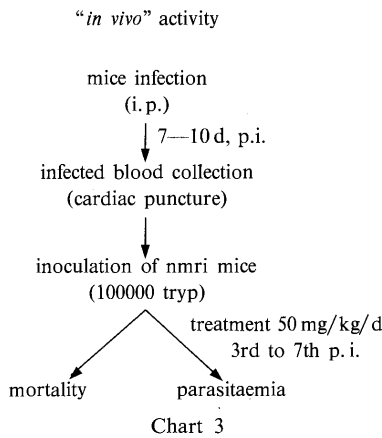 “in vivo” activity
mice infection
(i. p.)
7—10 d, p.i.
infected blood collection
(cardiac puncture)
inoculation of nmri mice
(100000 tryp)
treatment 50 mg/kg/d
3rd to 7th p. i.
mortality
parasitaemia
Chart 3